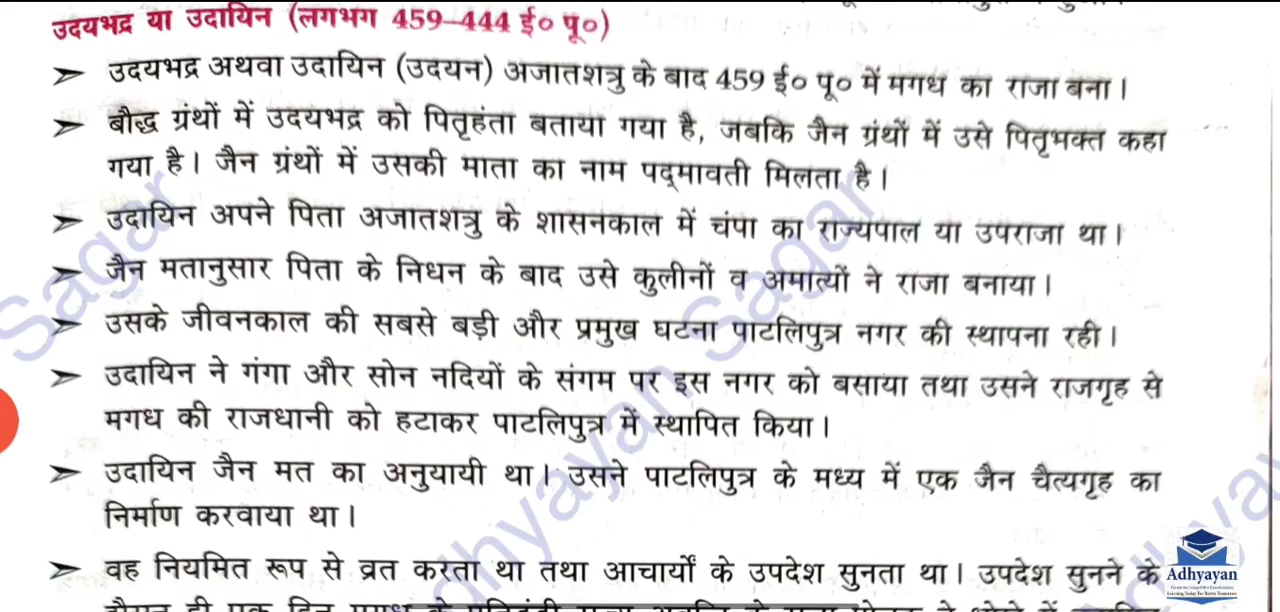 उदयभद्र या उदायिन (लगभग 459–444 ई० पू०)
➢ उदयभद्र अथवा उदायिन (उदयन) अजातशत्रु के बाद 459 ई० पू० में मगध का राजा बना।
➢ बौद्ध ग्रंथों में उदयभद्र को पितृहंता बताया गया है, जबकि जैन ग्रंथों में उसे पितृभक्त कहा
गया है। जैन ग्रंथों में उसकी माता का नाम पद्मावती मिलता है।
➢ उदायिन अपने पिता अजातशत्रु के शासनकाल में चंपा का राज्यपाल या उपराजा था।
➢ जैन मतानुसार पिता के निधन के बाद उसे कुलीनों व अमात्यों ने राजा बनाया।
➢ उसके जीवनकाल की सबसे बड़ी और प्रमुख घटना पाटलिपुत्र नगर की स्थापना रही।
➢ उदायिन ने गंगा और सोन नदियों के संगम पर इस नगर को बसाया तथा उसने राजगृह से
मगध की राजधानी को हटाकर पाटलिपुत्र में स्थापित किया।
➢ उदायिन जैन मत का अनुयायी था। उसने पाटलिपुत्र के मध्य में एक जैन चैत्यगृह का
निर्माण करवाया था।
➢ वह नियमित रूप से व्रत करता था तथा आचार्यों के उपदेश सुनता था। उपदेश सुनने के
Adhyayan
Sagar
Adhyayan Sagar